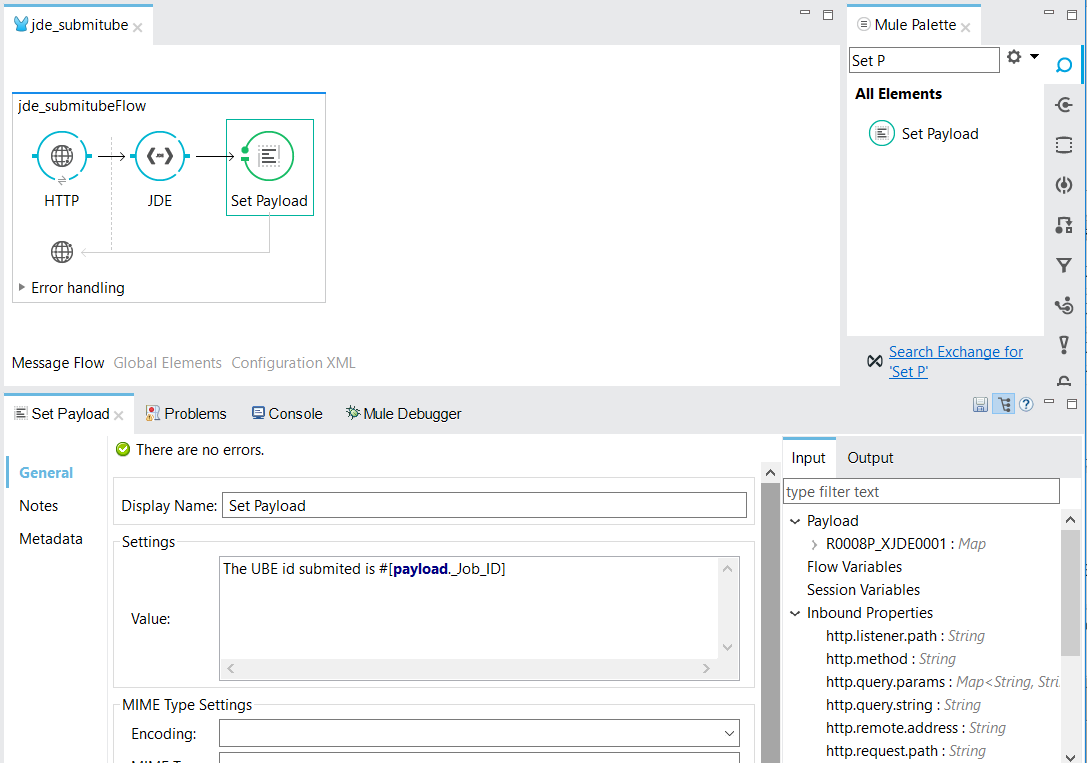 jde_submitube
Mule Palette
Set P
All Elements
Set Payload
jde_submitubeFlow
HTTP
JDE
Set Payload
Error handling
Message Flow Global Elements Configuration XML
Search Exchange for
'Set P'
Set Payload Problems Console Mule Debugger
There are no errors.
General
Notes
Metadata
Display Name: Set Payload
Settings
Value: The UBE id submited is #[payload._Job_ID]
MIME Type Settings
Encoding:
Input Output
type filter text
Payload
R0008P_XJDE0001 : Map
Flow Variables
Session Variables
Inbound Properties
http.listener.path : String
http.method : String
http.query.params : Map<String, Stri
http.query.string : String
http.remote.address : String
http.request.path : String